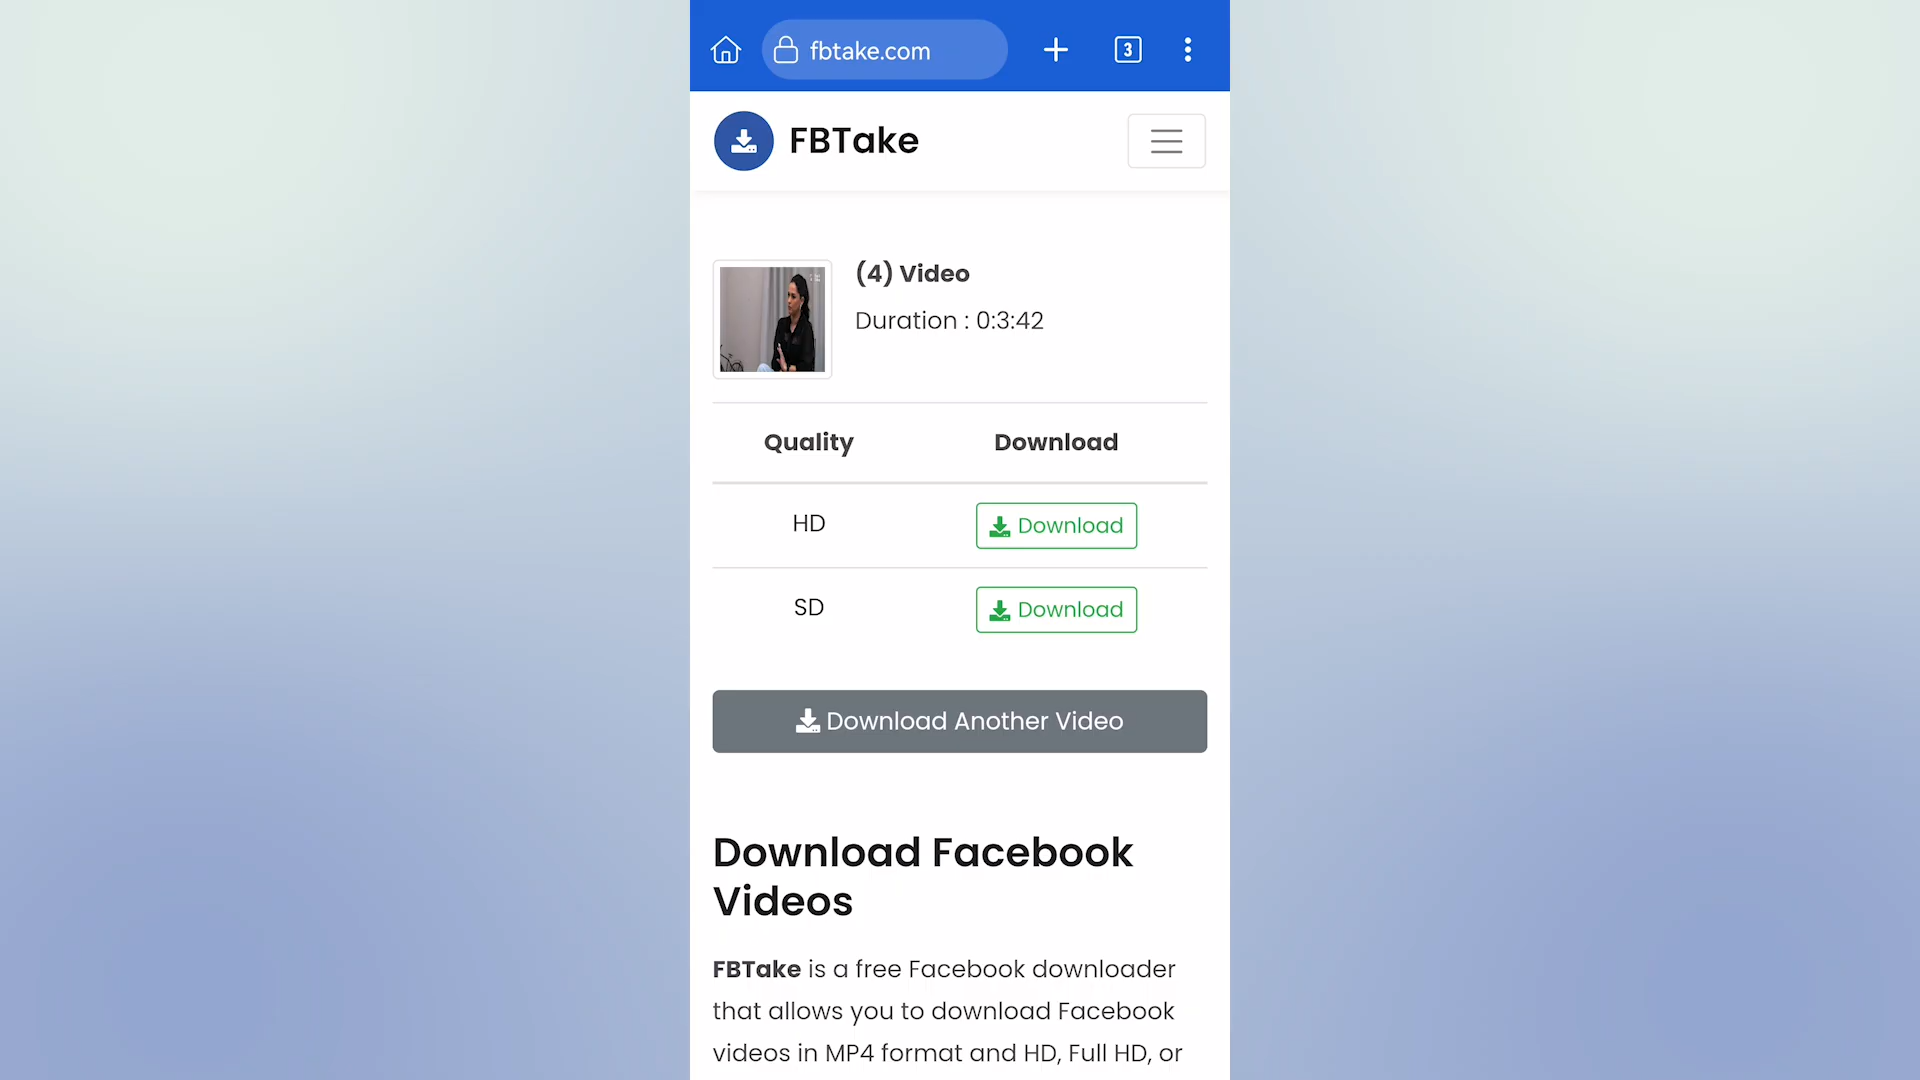 fbtake.com
3
FBTake
(4) Video
Duration : 0:3:42
Quality Download
HD Download
SD Download
Download Another Video
Download Facebook
Videos
FBTake is a free Facebook downloader
that allows you to download Facebook
videos in MP4 format and HD, Full HD, or